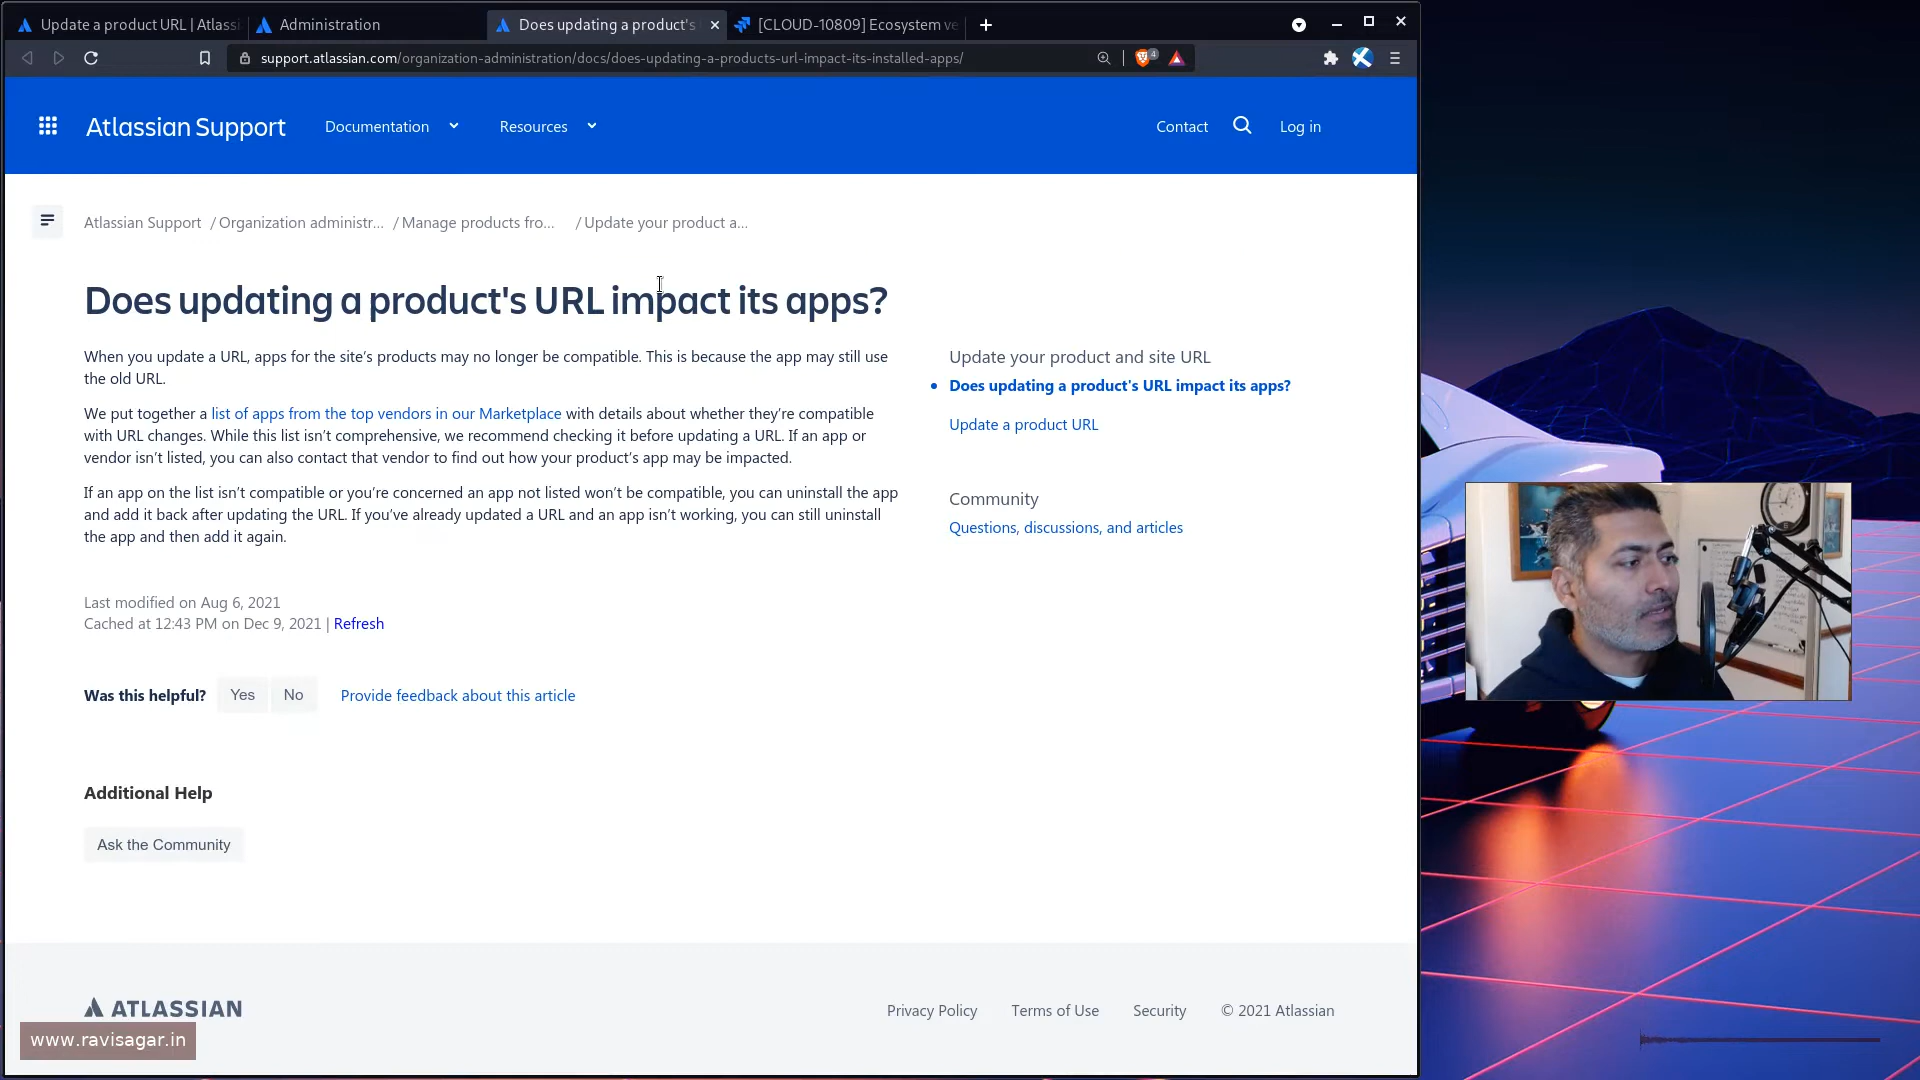 Update a product URL | Atlassi
Administration
Does updating a product's
[CLOUD-10809] Ecosystem ve
support.atlassian.com/organization-administration/docs/does-updating-a-products-url-impact-its-installed-apps/
4
Atlassian Support
Documentation
Resources
Contact
Log in
Atlassian Support / Organization administr... / Manage products fro... / Update your product a...
Does updating a product's URL impact its apps?
When you update a URL, apps for the site's products may no longer be compatible. This is because the app may still use
the old URL.
We put together a list of apps from the top vendors in our Marketplace with details about whether they're compatible
with URL changes. While this list isn't comprehensive, we recommend checking it before updating a URL. If an app or
vendor isn't listed, you can also contact that vendor to find out how your product's app may be impacted.
If an app on the list isn't compatible or you're concerned an app not listed won't be compatible, you can uninstall the app
and add it back after updating the URL. If you've already updated a URL and an app isn't working, you can still uninstall
the app and then add it again.
Last modified on Aug 6, 2021
Cached at 12:43 PM on Dec 9, 2021 | Refresh
Was this helpful?
Yes
No
Provide feedback about this article
Additional Help
Ask the Community
Update your product and site URL
Does updating a product's URL impact its apps?
Update a product URL
Community
Questions, discussions, and articles
ATLASSIAN
Privacy Policy
Terms of Use
Security
© 2021 Atlassian
www.ravisagar.in